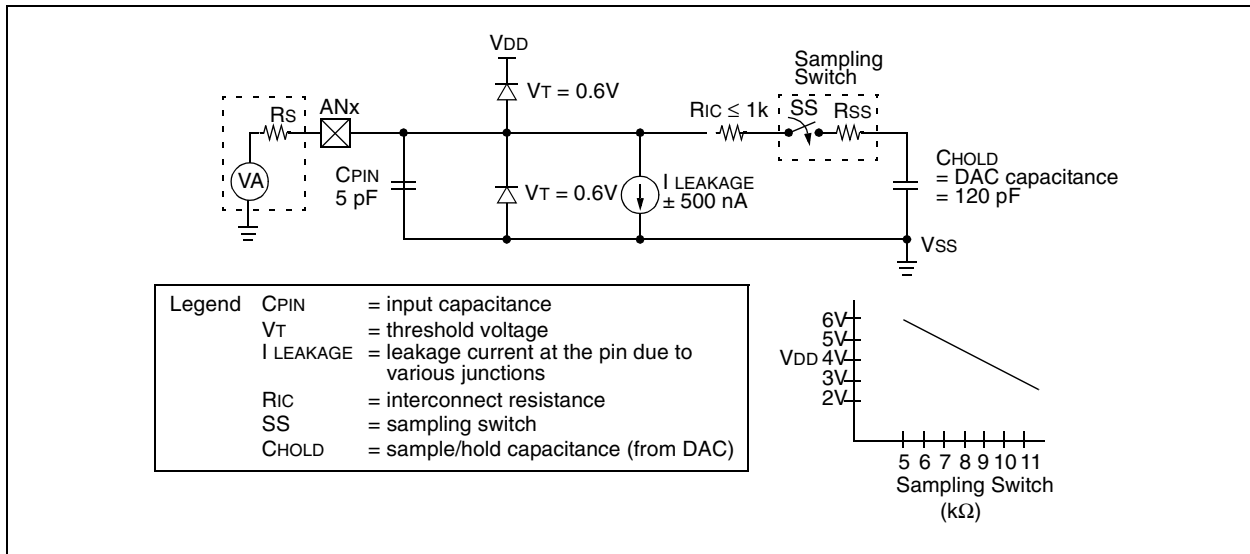 VDD
Sampling
Switch
VT = 0.6V
RS
ANx
RIC ≤ 1k
SS
RSS
CPIN
5 pF
VA
VT = 0.6V
I LEAKAGE
± 500 nA
CHOLD
= DAC capacitance
= 120 pF
VSS
Legend CPIN = input capacitance
VT = threshold voltage
I LEAKAGE = leakage current at the pin due to
various junctions
RIC = interconnect resistance
SS = sampling switch
CHOLD = sample/hold capacitance (from DAC)
6V
5V
VDD 4V
3V
2V
5 6 7 8 9 10 11
Sampling Switch
(kΩ)